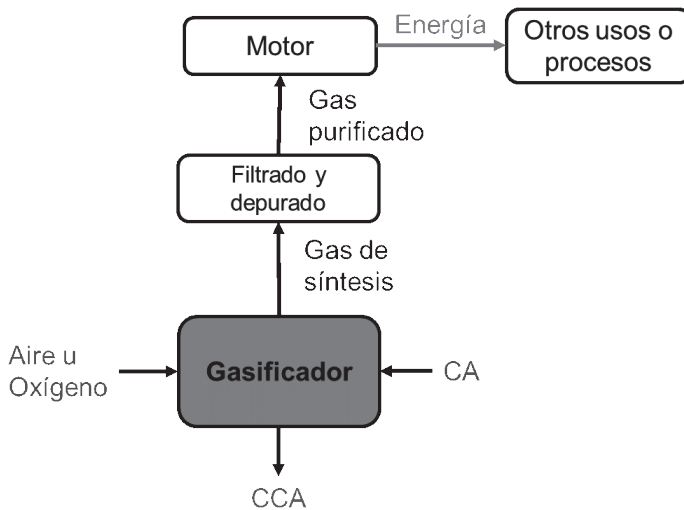 Motor
Energía
Otros usos o
procesos
Gas
purificado
Filtrado y
depurado
Gas de
síntesis
Aire u
Oxígeno
Gasificador
CA
CCA